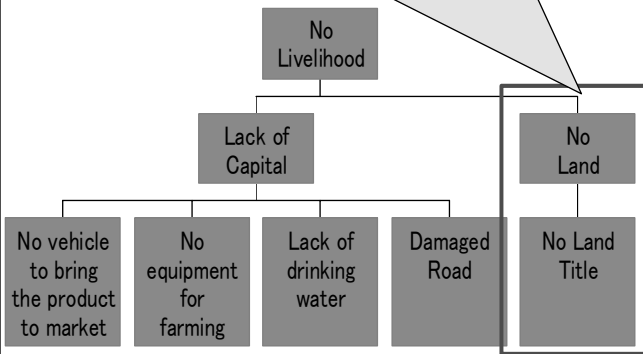 No
Livelihood
Lack of
Capital
No
Land
No vehicle
to bring
the product
to market
No
equipment
for
farming
Lack of
drinking
water
Damaged
Road
No Land
Title